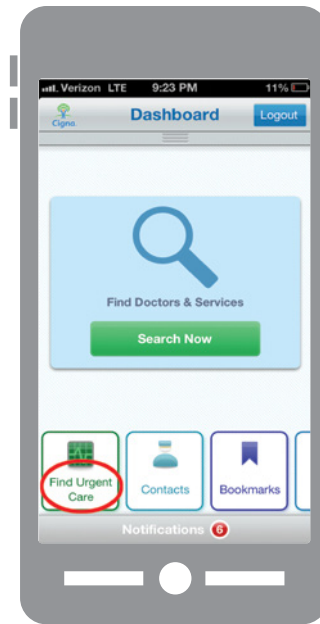 Verizon LTE 9:23 PM 11%
Cigna
Dashboard
Logout
Find Doctors & Services
Search Now
Find Urgent
Care
Contacts
Bookmarks
Notifications 6